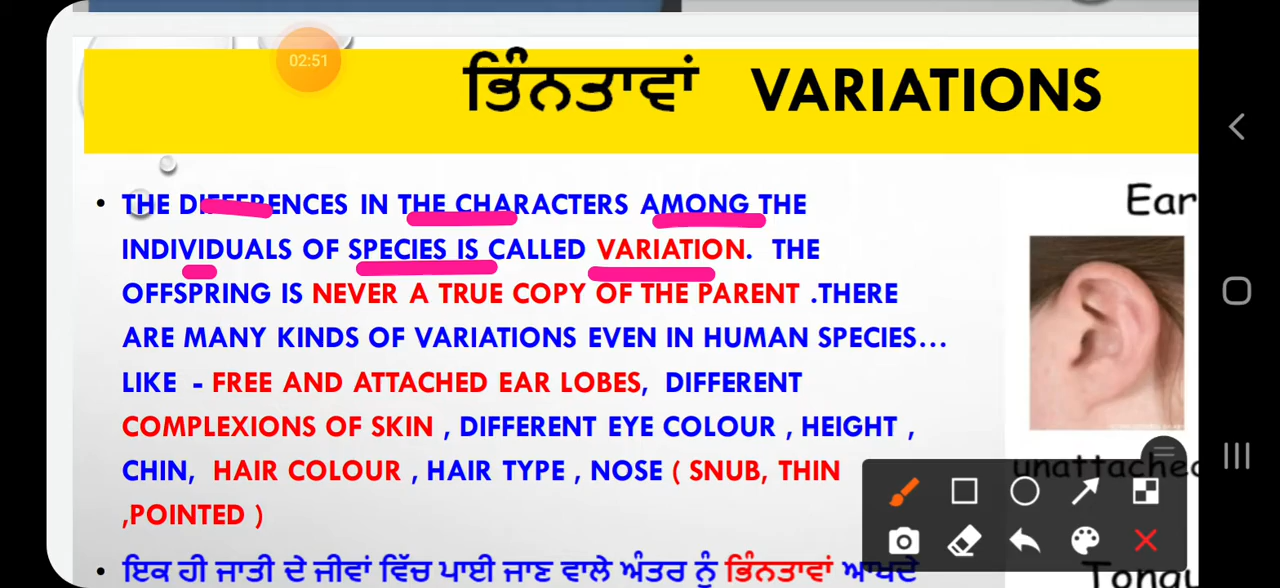 02:51
ਭਿੰਨਤਾਵਾਂ VARIATIONS
• THE DIFFERENCES IN THE CHARACTERS AMONG THE
INDIVIDUALS OF SPECIES IS CALLED VARIATION. THE
OFFSPRING IS NEVER A TRUE COPY OF THE PARENT .THERE
ARE MANY KINDS OF VARIATIONS EVEN IN HUMAN SPECIES...
LIKE - FREE AND ATTACHED EAR LOBES, DIFFERENT
COMPLEXIONS OF SKIN , DIFFERENT EYE COLOUR , HEIGHT ,
CHIN, HAIR COLOUR , HAIR TYPE , NOSE ( SNUB, THIN
,POINTED )
• ਇਕ ਹੀ ਜਾਤੀ ਦੇ ਜੀਵਾਂ ਵਿੱਚ ਪਾਈ ਜਾਣ ਵਾਲੇ ਅੰਤਰ ਨੂੰ ਭਿੰਨਤਾਵਾਂ ਆਖਦੇ
Ear
unattached